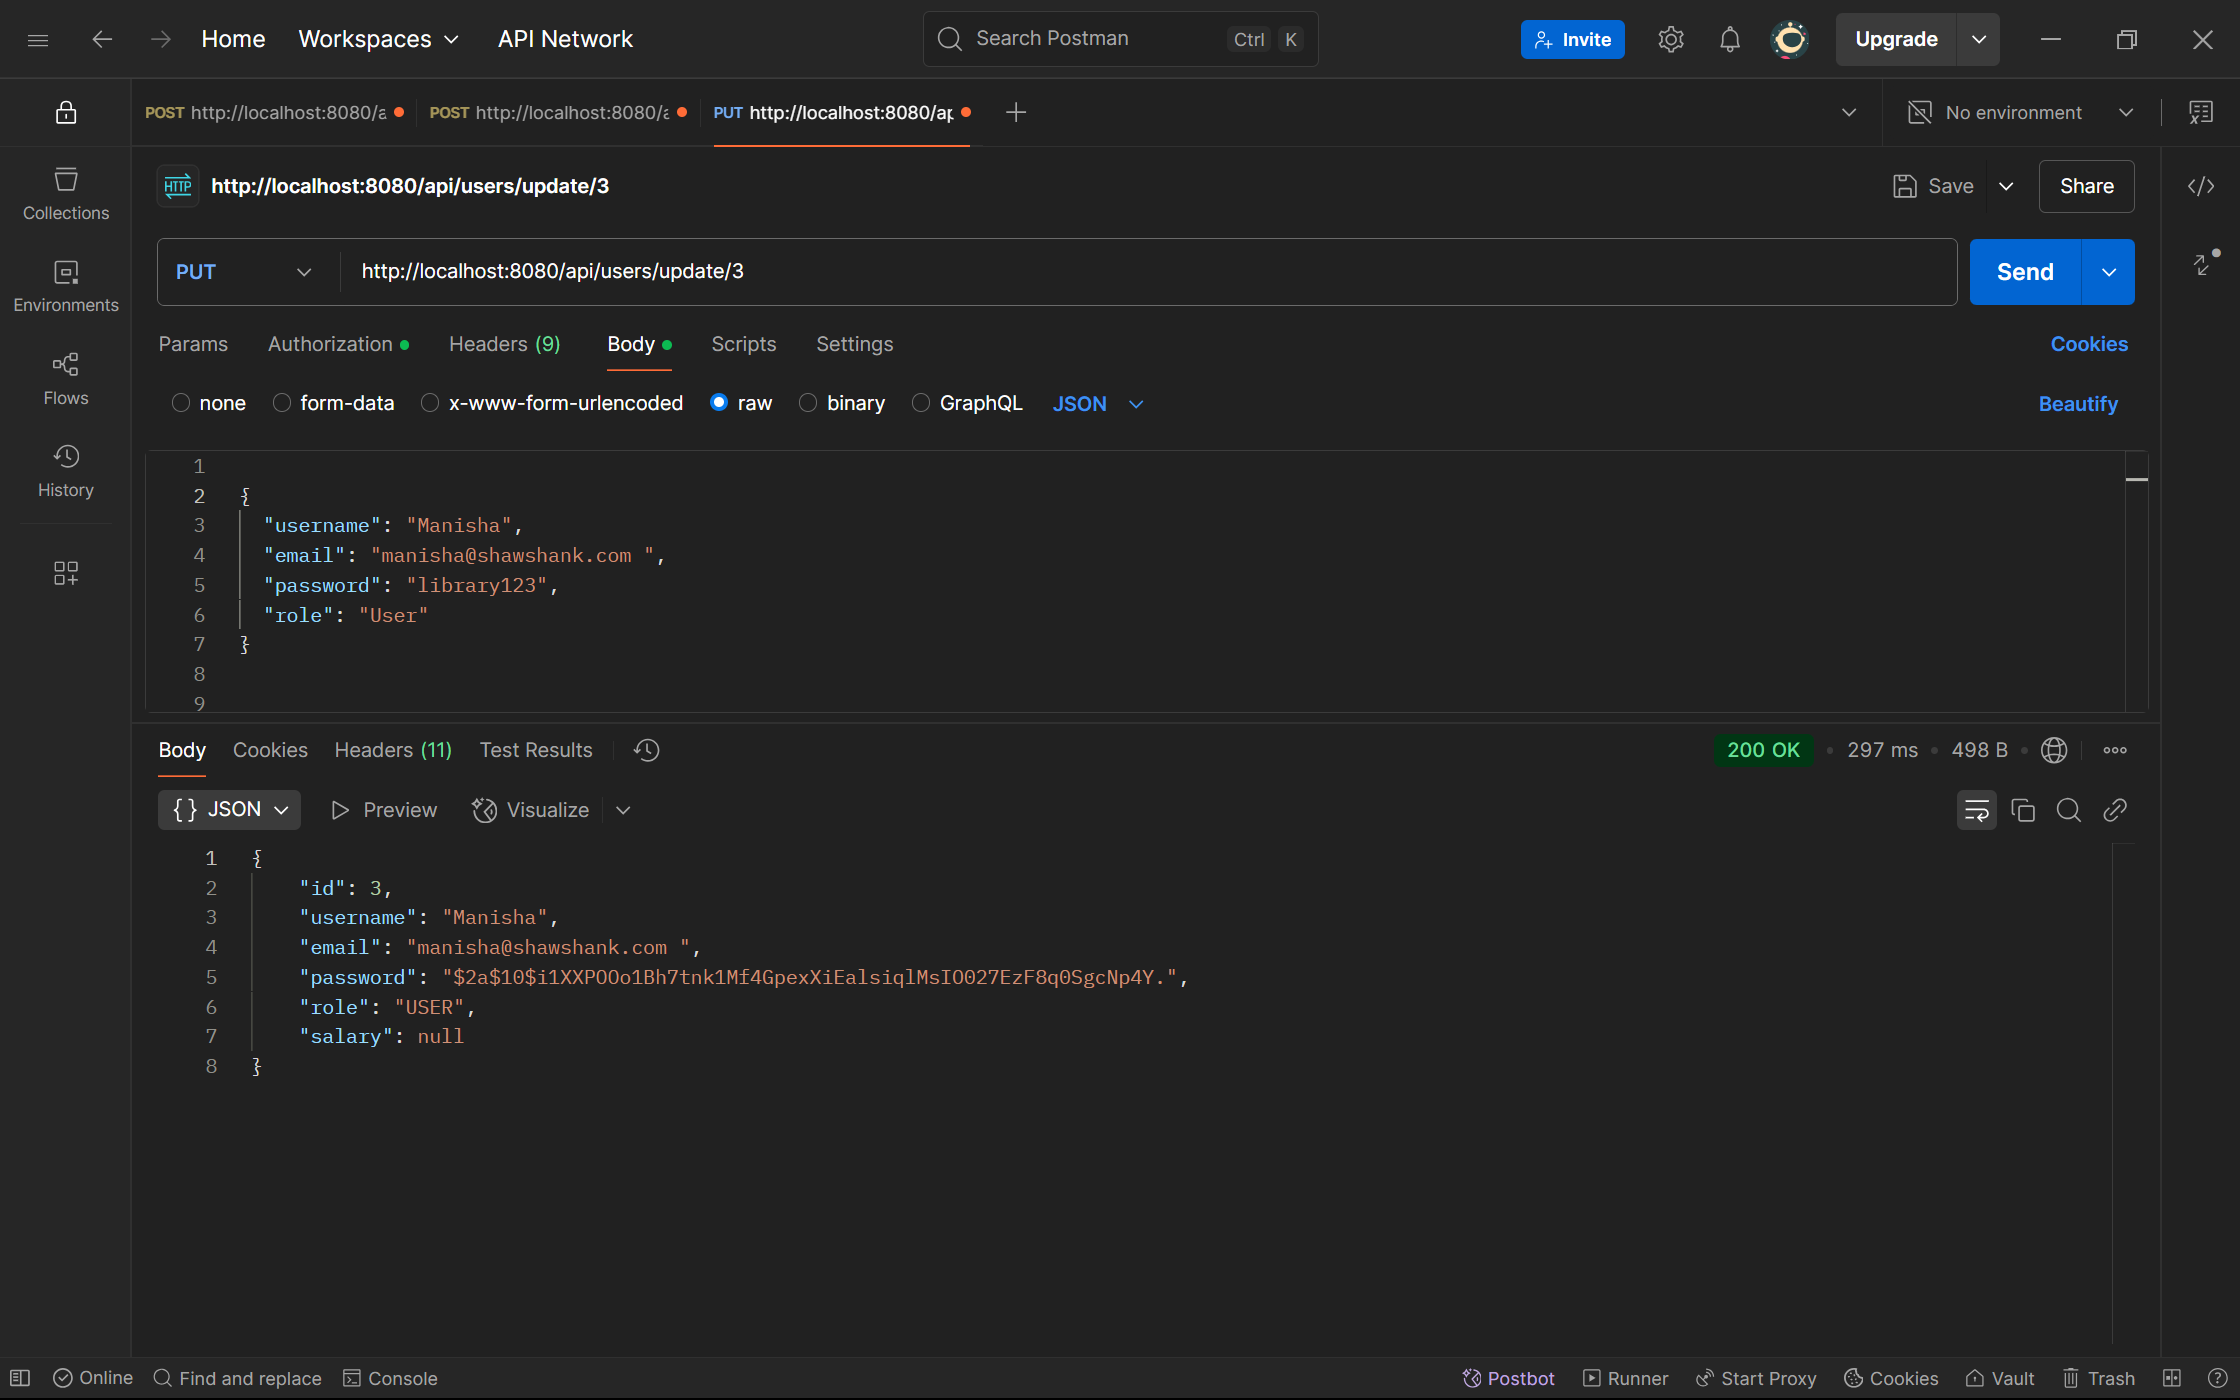 Home Workspaces API Network Search Postman Ctrl K Invite Upgrade
POST http://localhost:8080/a POST http://localhost:8080/a PUT http://localhost:8080/ap No environment
HTTP http://localhost:8080/api/users/update/3 Save Share
Collections
PUT http://localhost:8080/api/users/update/3 Send
Environments
Params Authorization Headers (9) Body Scripts Settings Cookies
Flows
none form-data x-www-form-urlencoded raw binary GraphQL JSON Beautify
History
1
2 {
3 "username": "Manisha",
4 "email": "manisha@shawshank.com ",
5 "password": "library123",
6 "role": "User"
7 }
8
9
Body Cookies Headers (11) Test Results 200 OK 297 ms 498 B
{} JSON Preview Visualize
1 {
2 "id": 3,
3 "username": "Manisha",
4 "email": "manisha@shawshank.com ",
5 "password": "$2a$10$i1XXPOOo1Bh7tnk1Mf4GpexXiEalsiqlMsIO027EzF8q0SgcNp4Y.",
6 "role": "USER",
7 "salary": null
8 }
Online Find and replace Console Postbot Runner Start Proxy Cookies Vault Trash